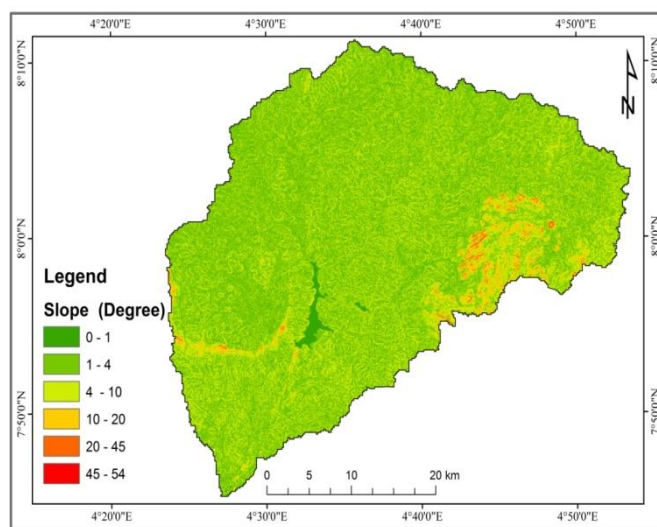 4°20'0"N 4°30'0"N 4°40'0"N 4°50'0"N
8°10'0"N 8°10'0"N
N
8°0'0"N 8°0'0"N
Legend
Slope (Degree)
0 - 1
1 - 4
4 - 10
10 - 20
20 - 45
45 - 54
7°50'0"N 7°50'0"N
0 5 10 20 km
4°20'0"N 4°30'0"N 4°40'0"N 4°50'0"N